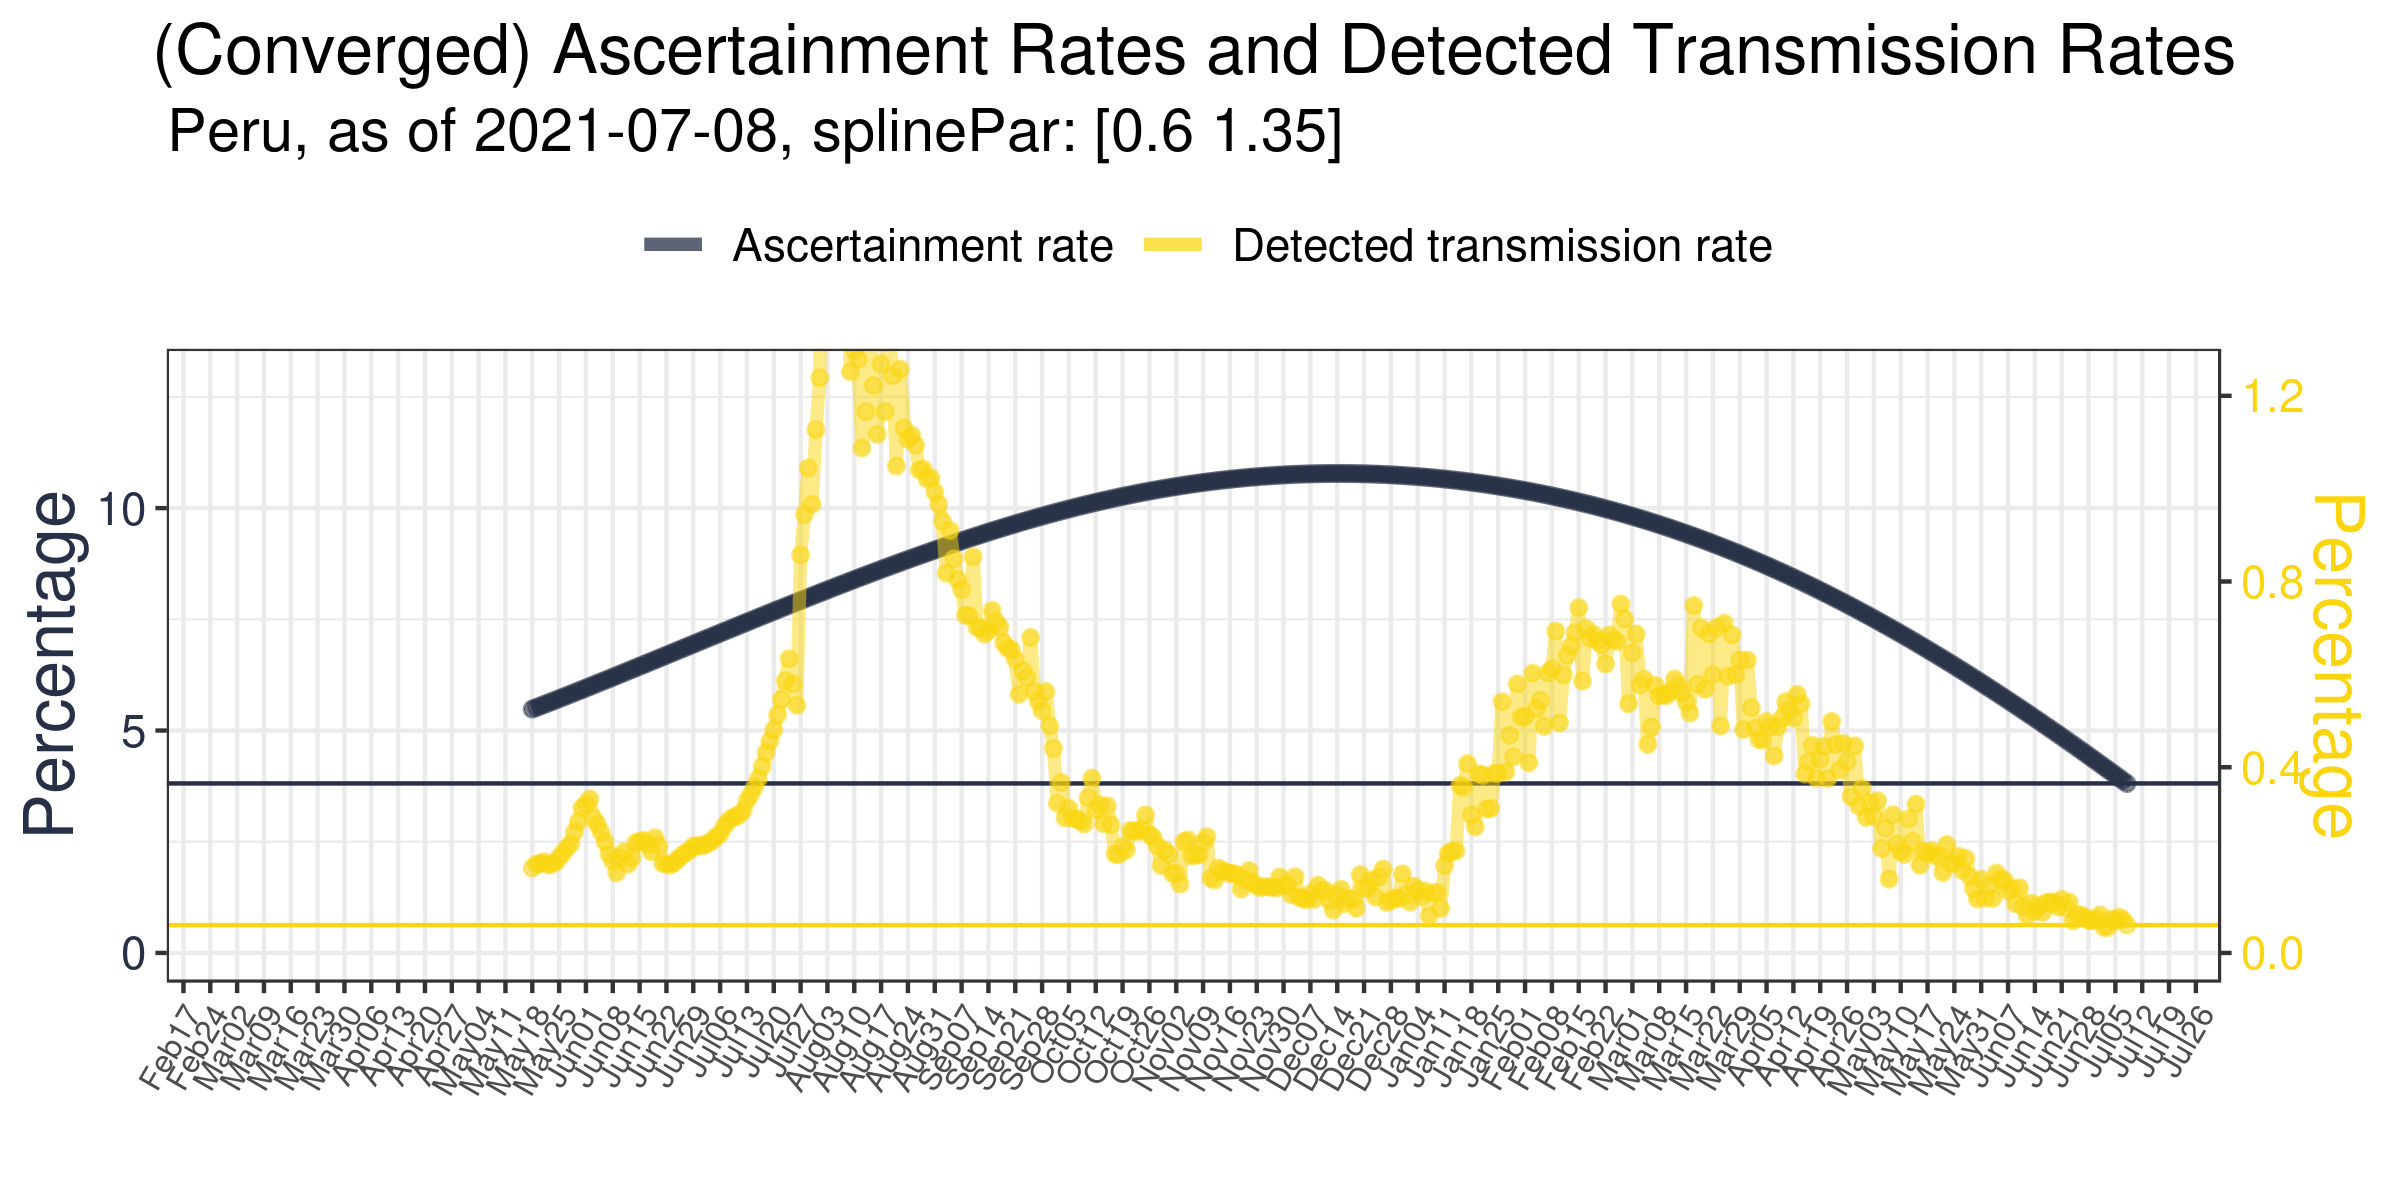 (Converged) Ascertainment Rates and Detected Transmission Rates
Peru, as of 2021-07-08, splinePar: [0.6 1.35]
Ascertainment rate Detected transmission rate
Percentage
10
5
0
1.2
0.8
0.4
0.0
Percentage
Feb17 Feb24 Mar02 Mar09 Mar16 Mar23 Mar30 Apr06 Apr13 Apr20 Apr27 May04 May11 May18 May25 Jun01 Jun08 Jun15 Jun22 Jun29 Jul06 Jul13 Jul20 Jul27 Aug03 Aug10 Aug17 Aug24 Aug31 Sep07 Sep14 Sep21 Sep28 Oct05 Oct12 Oct19 Oct26 Nov02 Nov09 Nov16 Nov23 Nov30 Dec07 Dec14 Dec21 Dec28 Jan04 Jan11 Jan18 Jan25 Feb01 Feb08 Feb15 Feb22 Mar01 Mar08 Mar15 Mar22 Mar29 Apr05 Apr12 Apr19 Apr26 May03 May10 May17 May24 May31 Jun07 Jun14 Jun21 Jun28 Jul05 Jul12 Jul19 Jul26